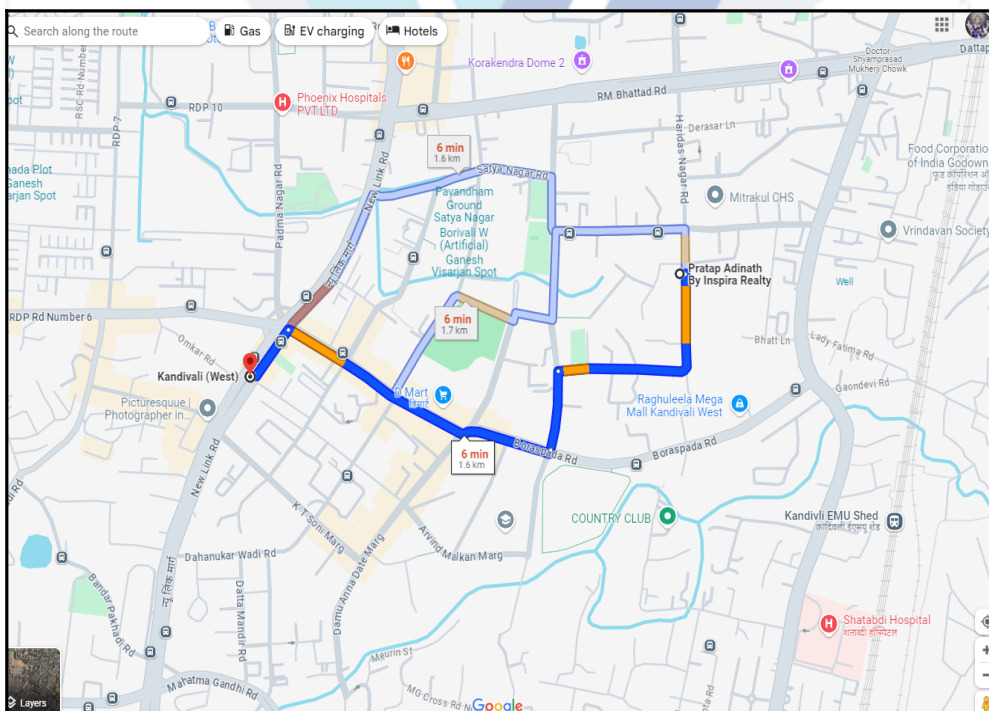 Search along the route
Gas
EV charging
Hotels
Korakendra Dome 2
Doctor
Shyamprasad
Mukherji Chowk
Dattap
RSC Rd Number
RDP-7
RDP 10
Phoenix Hospitals
PVT.LTD
RM Bhattad Rd
Derasar Ln
Haridas Nagar Rd
Food Corporation
of India Godown
6 min
1.6 km
Satya Nagar Rd
nada Plot
Ganesh
arjan Spot
Padma Nagar Rd
New Link Rd
न्यू लिंक मार्ग
Pavandham
Ground
Satya Nagar
Borivali W
(Artificial)
Ganesh
Visarjan Spot
Mitrakul CHS
Vrindavan Society
Pratap Adinath
By Inspira Realty
Well
6 min
1.7 km
RDP Rd Number 6
Omkar Rd
Bhatt Ln
Lady Fatima Rd
Gaondevi Rd
Kandivali (West)
D Mart
डिमार्ट
Picturesquue |
Photographer in...
Raghuleela Mega
Mall Kandivali West
6 min
1.6 km
Boraspada Rd
Boraspada Rd
New Link Rd
न्यू लिंक मार्ग
K T Soni Marg
COUNTRY CLUB
Kandivli EMU Shed
कांदिवली ईएमयू शेड
Arvind Malkan Marg
Dahanukar Wadi Rd
Damu Anna Date Marg
Datta Mandir Rd
Bandar Pakhadi Rd
Shatabdi Hospital
शताब्दी हॉस्पिटल
Meurin St
Mahatma Gandhi Rd
MG Cross Rd
Layers
Google